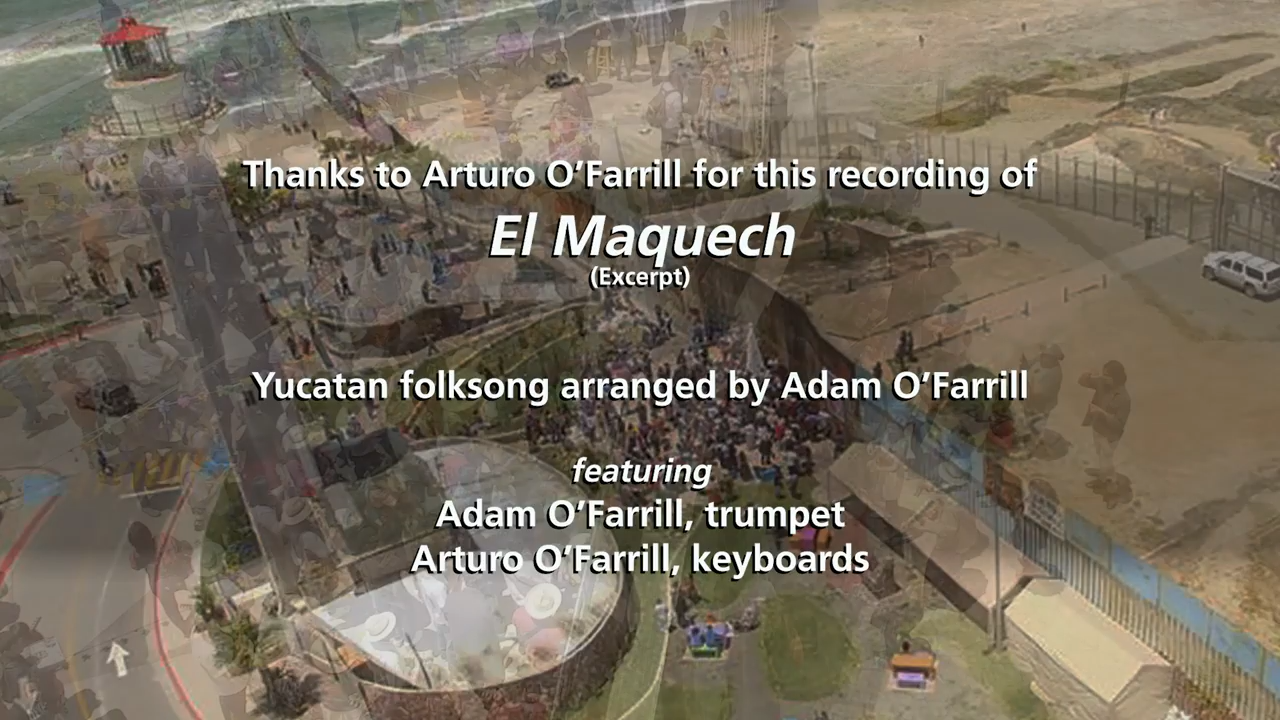 Thanks to Arturo O’Farrill for this recording of
El Maquech
(Excerpt)
Yucatan folksong arranged by Adam O’Farrill
featuring
Adam O’Farrill, trumpet
Arturo O‘Farrill, keyboards